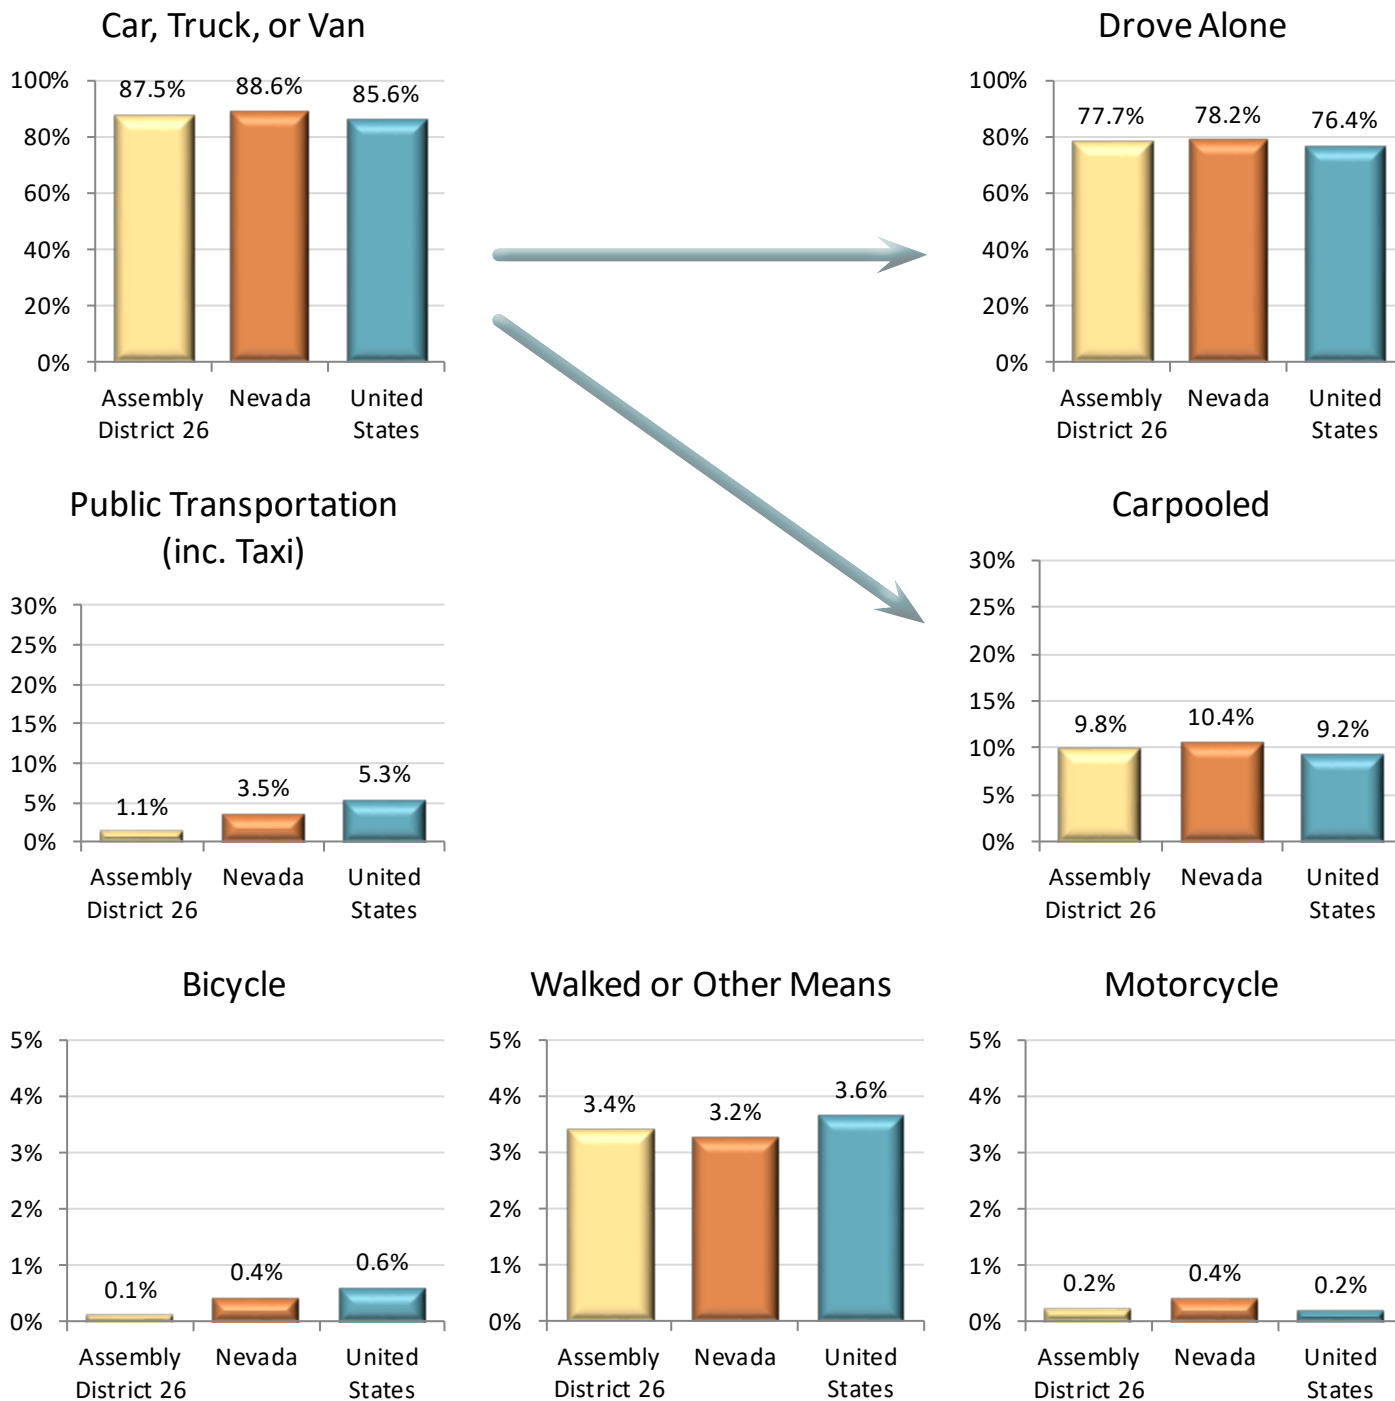 Car, Truck, or Van
100%
80%
60%
40%
20%
0%
87.5%
88.6%
85.6%
Assembly
District 26
Nevada
United
States
Drove Alone
100%
80%
60%
40%
20%
0%
77.7%
78.2%
76.4%
Assembly
District 26
Nevada
United
States
Public Transportation
(inc. Taxi)
30%
25%
20%
15%
10%
5%
0%
1.1%
3.5%
5.3%
Assembly
District 26
Nevada
United
States
Carpooled
30%
25%
20%
15%
10%
5%
0%
9.8%
10.4%
9.2%
Assembly
District 26
Nevada
United
States
Bicycle
5%
4%
3%
2%
1%
0%
0.1%
0.4%
0.6%
Assembly
District 26
Nevada
United
States
Walked or Other Means
5%
4%
3%
2%
1%
0%
3.4%
3.2%
3.6%
Assembly
District 26
Nevada
United
States
Motorcycle
5%
4%
3%
2%
1%
0%
0.2%
0.4%
0.2%
Assembly
District 26
Nevada
United
States